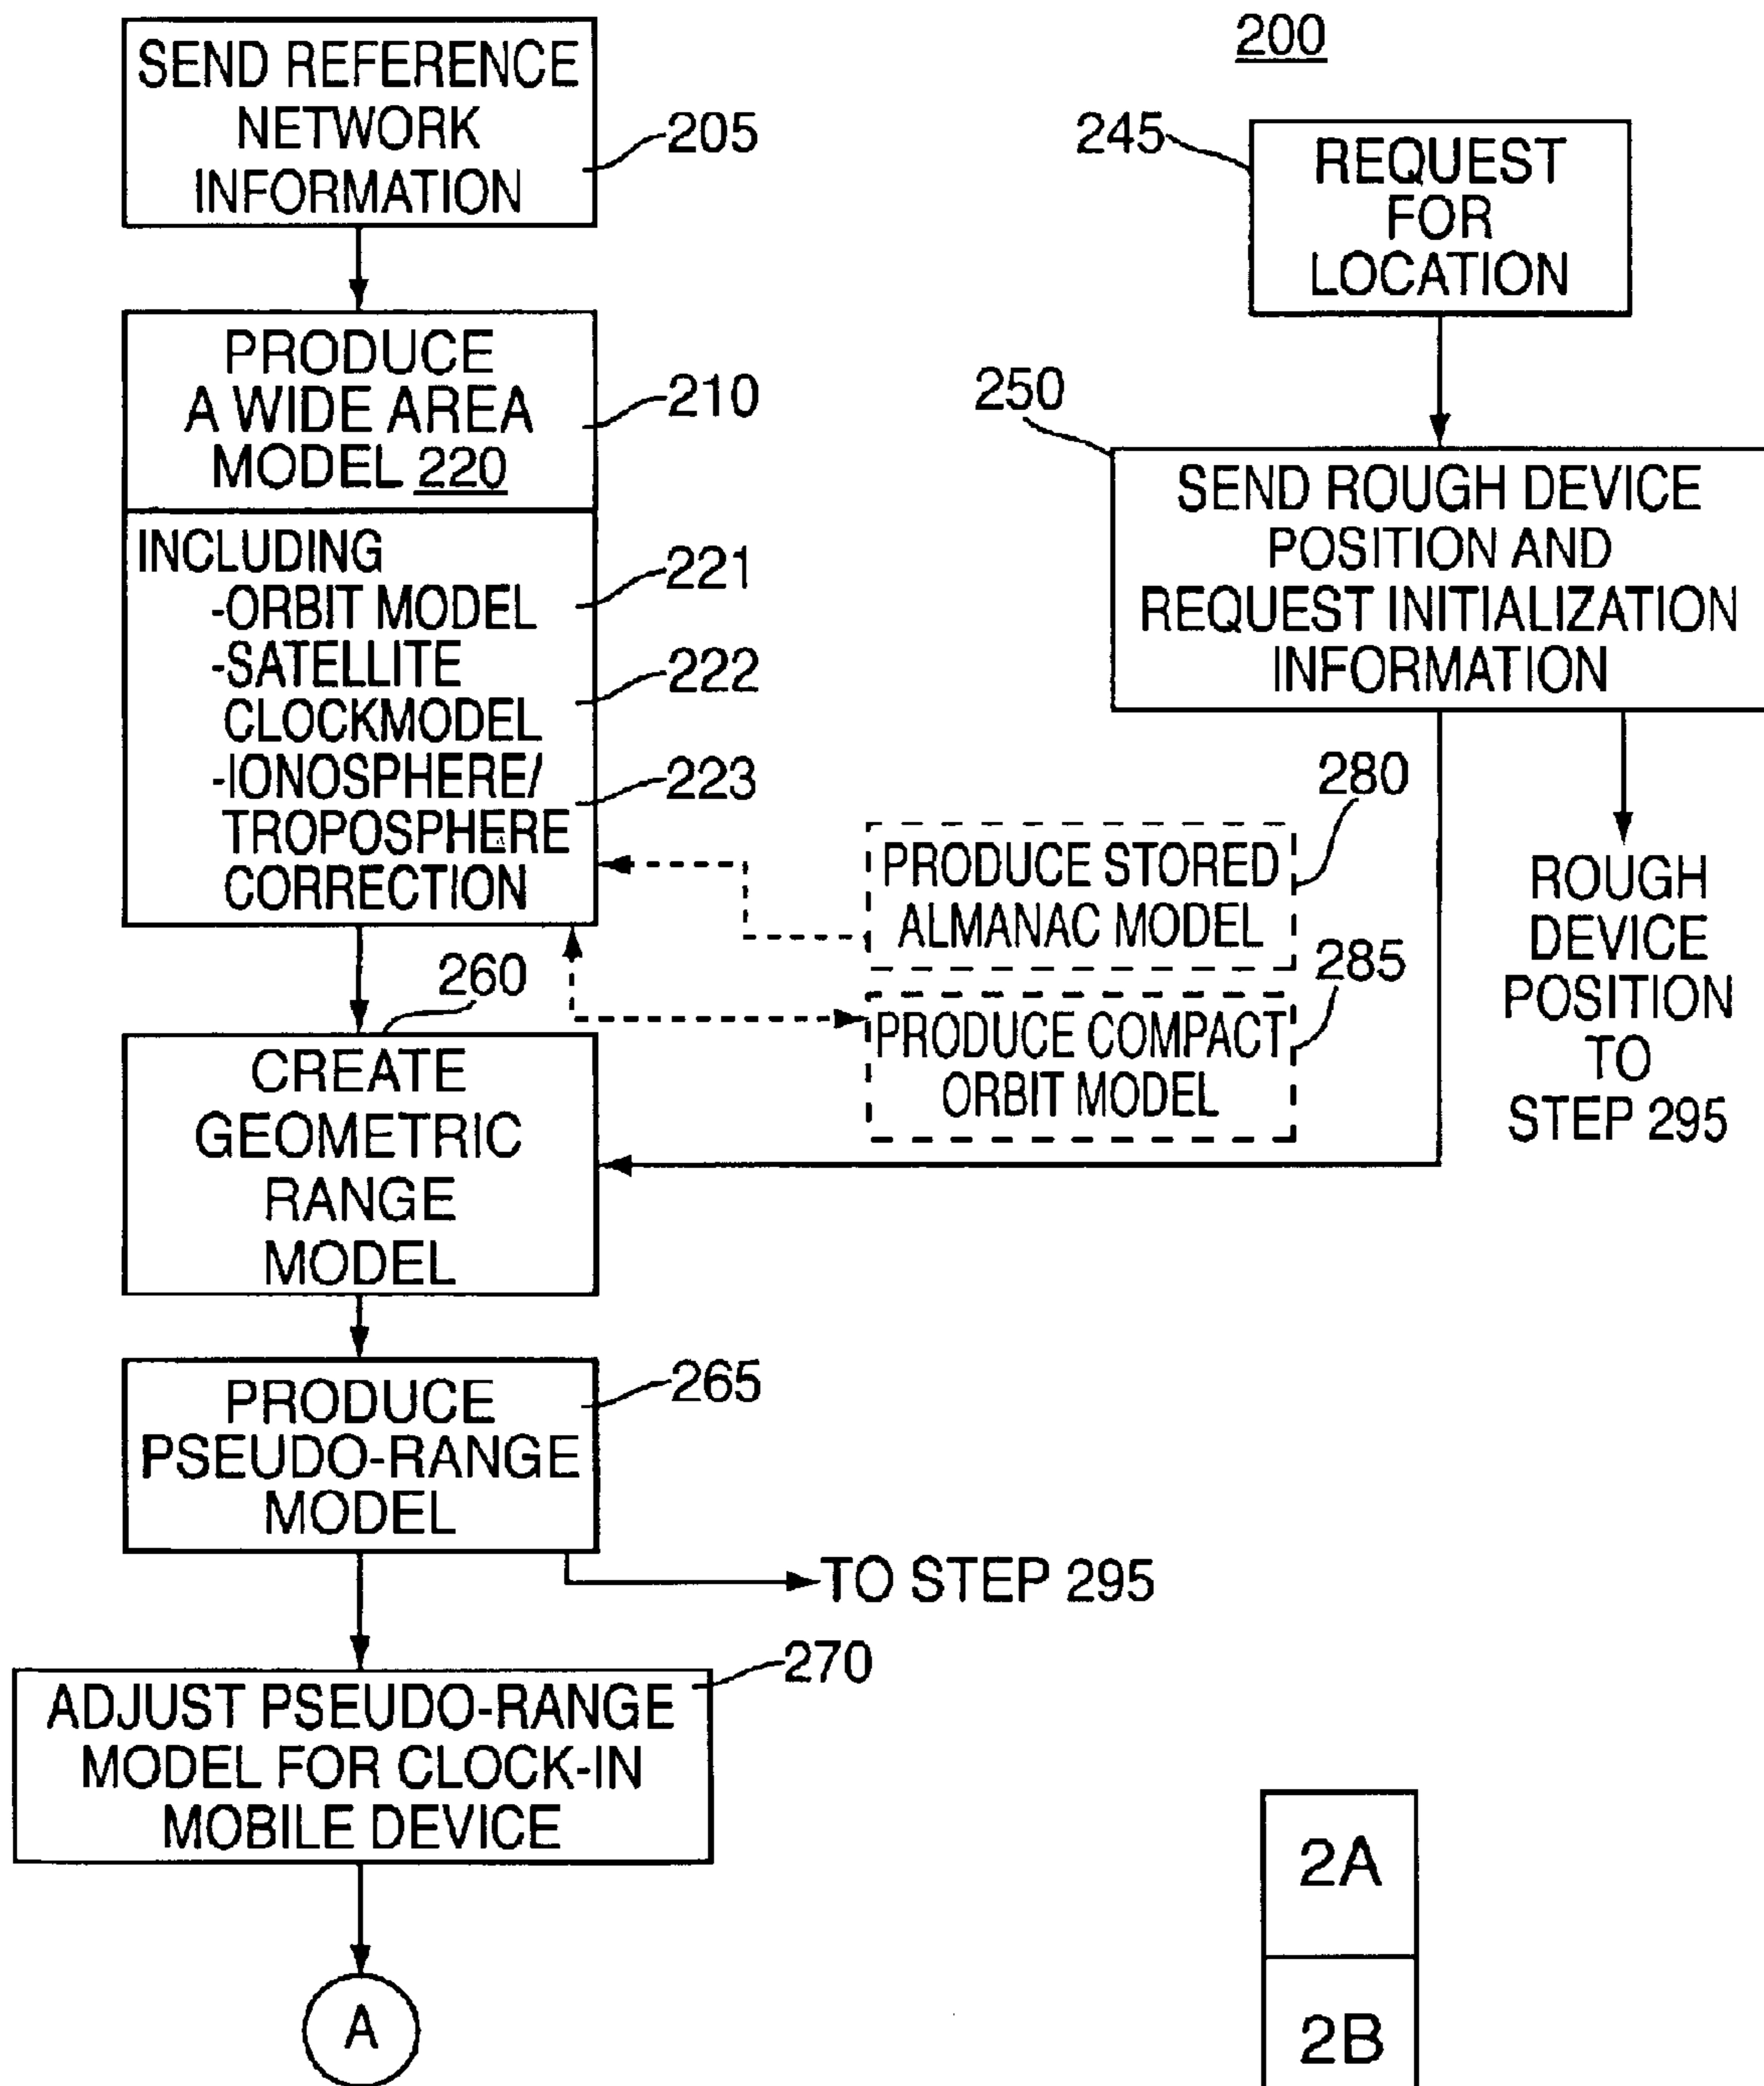 200
SEND REFERENCE
NETWORK
INFORMATION
205
PRODUCE
A WIDE AREA
MODEL 220
210
INCLUDING
-ORBIT MODEL
221
-SATELLITE
CLOCKMODEL
222
-IONOSPHERE/
TROPOSPHERE
CORRECTION
223
245
REQUEST
FOR
LOCATION
250
SEND ROUGH DEVICE
POSITION AND
REQUEST INITIALIZATION
INFORMATION
280
PRODUCE STORED
ALMANAC MODEL
285
PRODUCE COMPACT
ORBIT MODEL
ROUGH
DEVICE
POSITION
TO
STEP 295
260
CREATE
GEOMETRIC
RANGE
MODEL
PRODUCE
PSEUDO-RANGE
MODEL
265
TO STEP 295
270
ADJUST PSEUDO-RANGE
MODEL FOR CLOCK-IN
MOBILE DEVICE
A
2A
2B